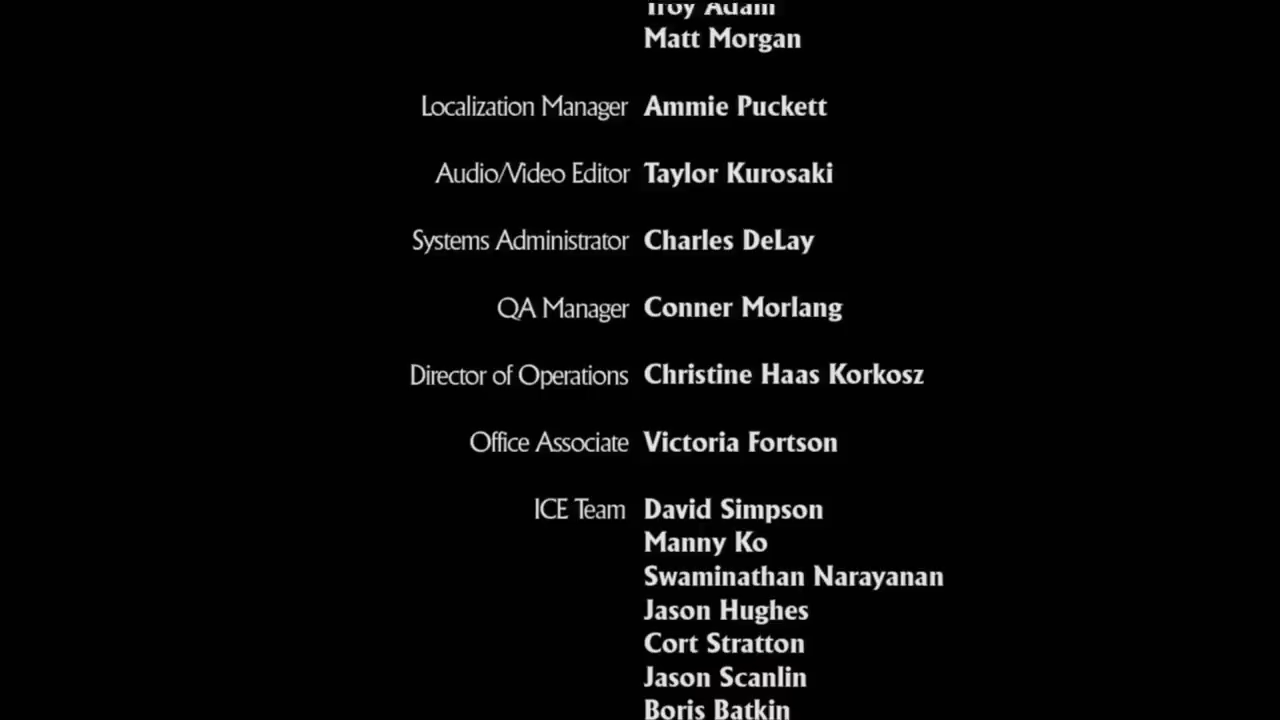 Troy Adam
Matt Morgan
Localization Manager Ammie Puckett
Audio/Video Editor Taylor Kurosaki
Systems Administrator Charles DeLay
QA Manager Conner Morlang
Director of Operations Christine Haas Korkosz
Office Associate Victoria Fortson
ICE Team David Simpson
Manny Ko
Swaminathan Narayanan
Jason Hughes
Cort Stratton
Jason Scanlin
Boris Batkin